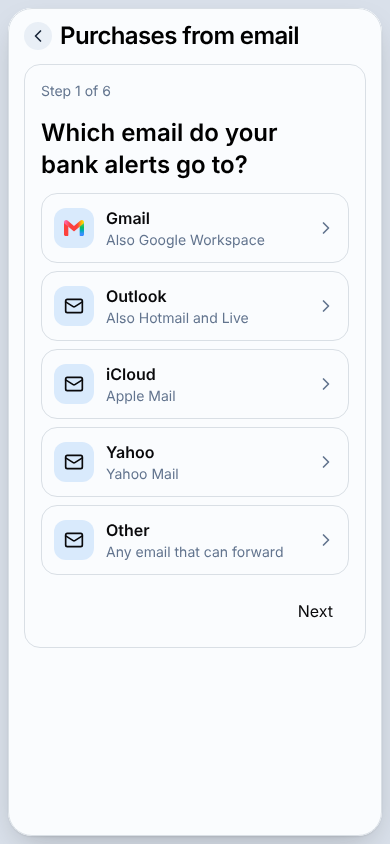 Purchases from email
Step 1 of 6
Which email do your
bank alerts go to?
Gmail
Also Google Workspace
Outlook
Also Hotmail and Live
iCloud
Apple Mail
Yahoo
Yahoo Mail
Other
Any email that can forward
Next